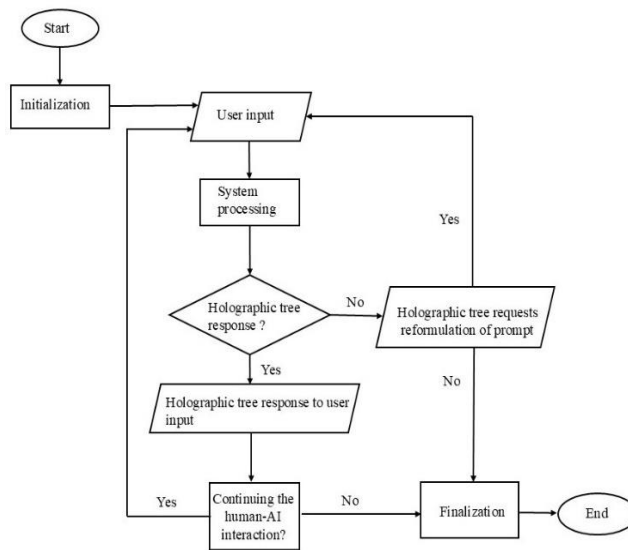 Start
Initialization
User input
System
processing
Yes
Holographic tree
response ?
No
Holographic tree requests
reformulation of prompt
Yes
No
Holographic tree response to user
input
Yes
Continuing the
human-AI
interaction?
No
Finalization
End